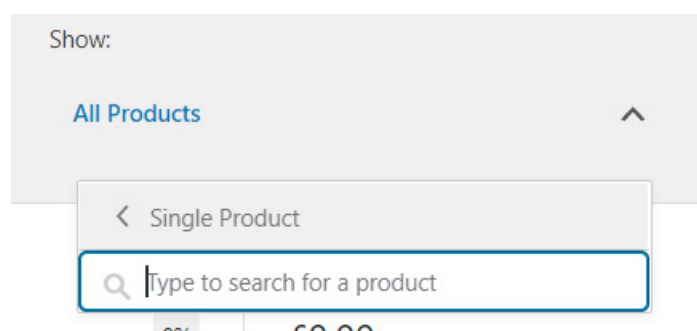 Show:
All Products
Single Product
Type to search for a product